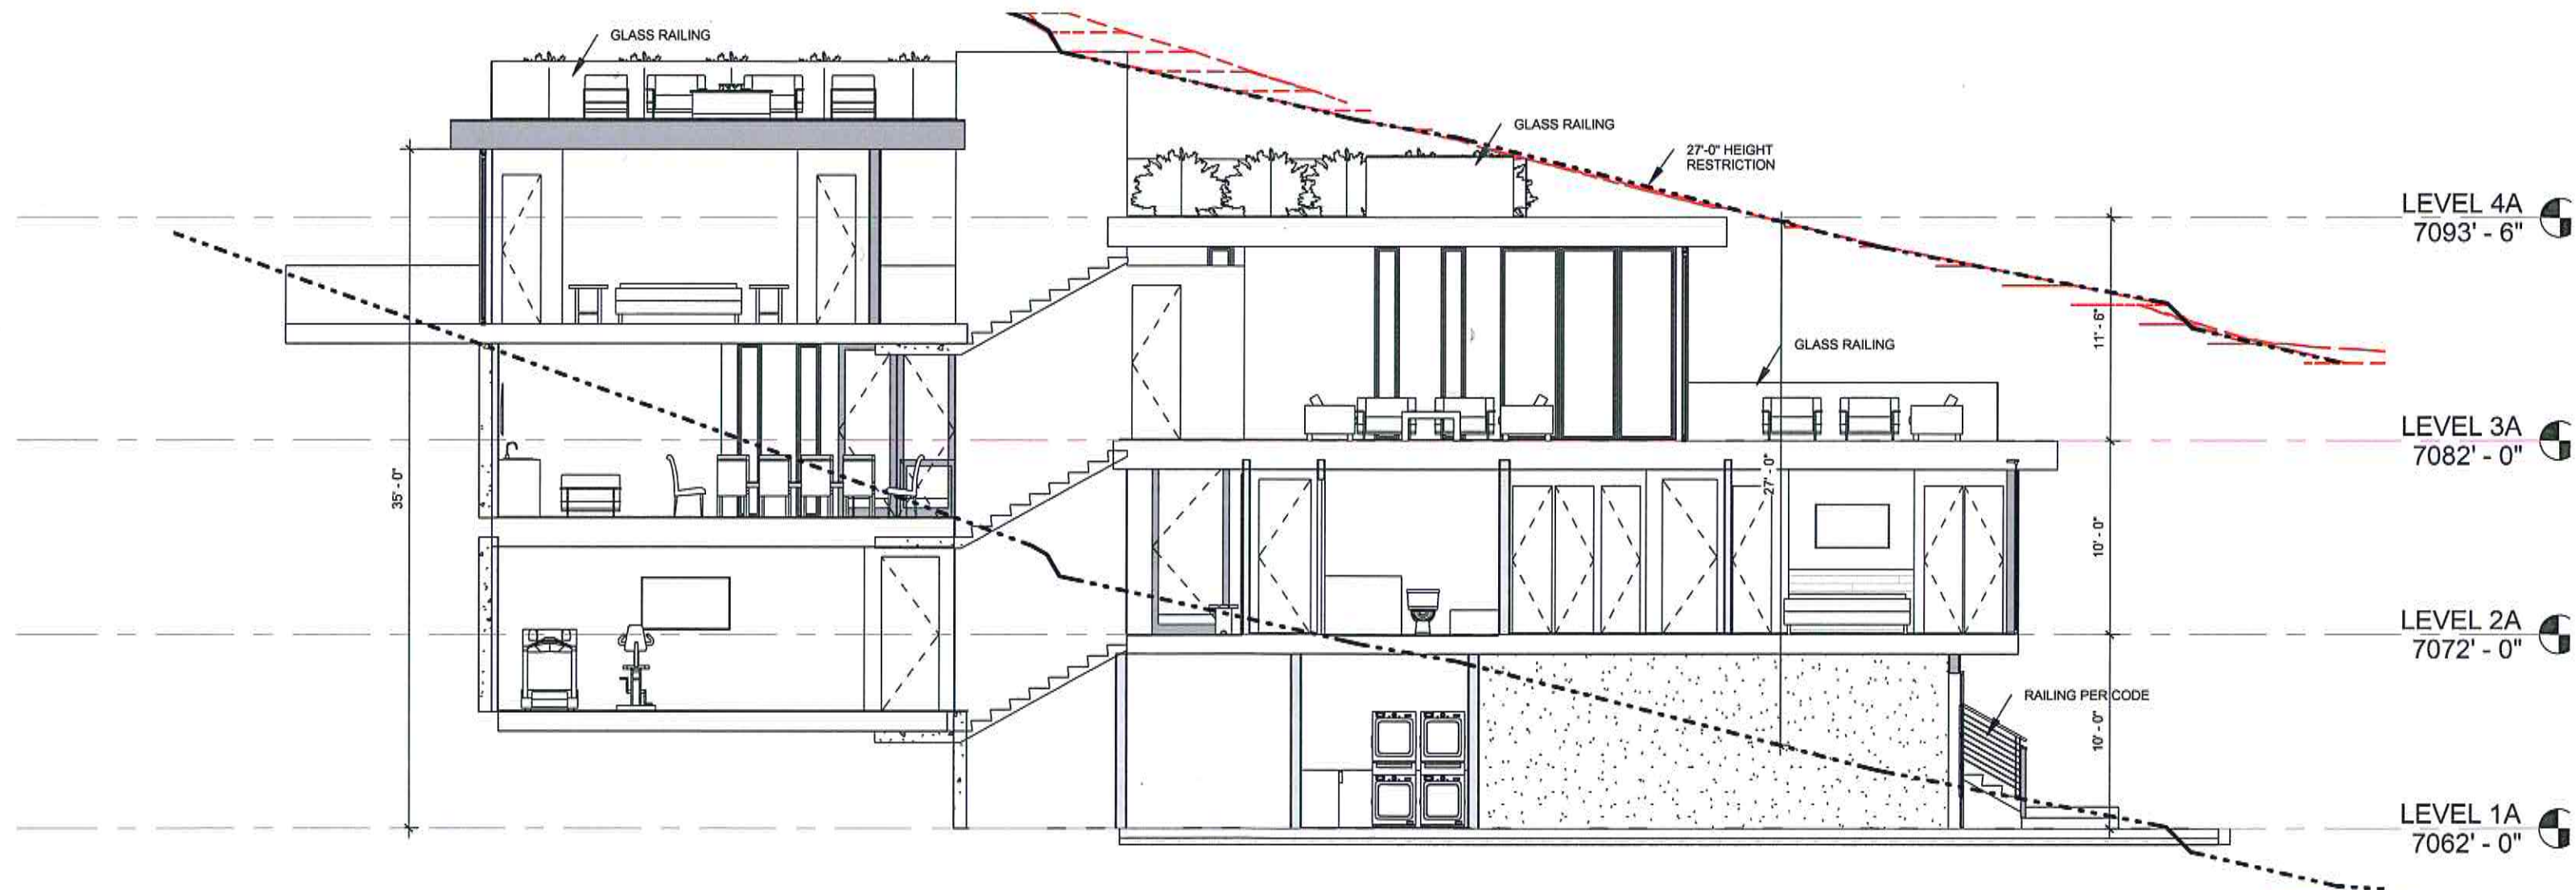 GLASS RAILING
GLASS RAILING
27'-0" HEIGHT
RESTRICTION
LEVEL 4A
7093' - 6"
11' - 6"
GLASS RAILING
LEVEL 3A
7082' - 0"
35' - 0"
27' - 0"
10' - 0"
LEVEL 2A
7072' - 0"
RAILING PER CODE
10' - 0"
LEVEL 1A
7062' - 0"